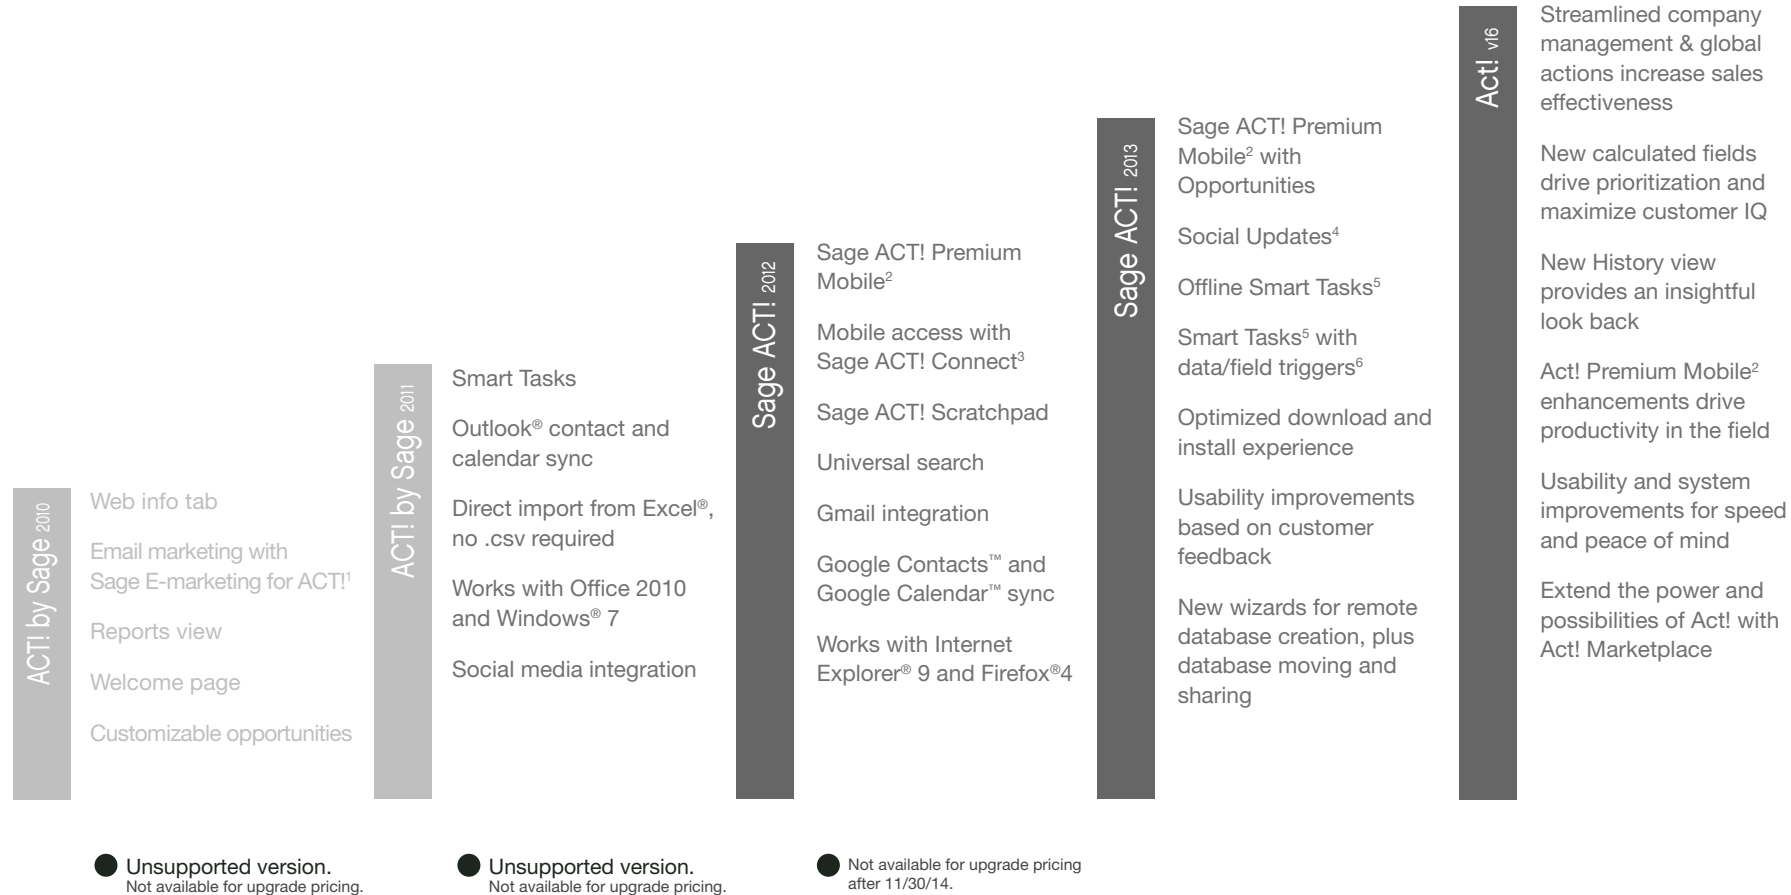 ACT! by Sage 2010
Web info tab
Email marketing with
Sage E-marketing for ACT!¹
Reports view
Welcome page
Customizable opportunities
Unsupported version.
Not available for upgrade pricing.
ACT! by Sage 2011
Smart Tasks
Outlook® contact and
calendar sync
Direct import from Excel®,
no .csv required
Works with Office 2010
and Windows® 7
Social media integration
Unsupported version.
Not available for upgrade pricing.
Sage ACT! 2012
Sage ACT! Premium
Mobile²
Mobile access with
Sage ACT! Connect³
Sage ACT! Scratchpad
Universal search
Gmail integration
Google Contacts™ and
Google Calendar™ sync
Works with Internet
Explorer® 9 and Firefox®4
Not available for upgrade pricing
after 11/30/14.
Sage ACT! 2013
Sage ACT! Premium
Mobile² with
Opportunities
Social Updates⁴
Offline Smart Tasks⁵
Smart Tasks⁵ with
data/field triggers⁶
Optimized download and
install experience
Usability improvements
based on customer
feedback
New wizards for remote
database creation, plus
database moving and
sharing
Act! v16
Streamlined company
management & global
actions increase sales
effectiveness
New calculated fields
drive prioritization and
maximize customer IQ
New History view
provides an insightful
look back
Act! Premium Mobile²
enhancements drive
productivity in the field
Usability and system
improvements for speed
and peace of mind
Extend the power and
possibilities of Act! with
Act! Marketplace